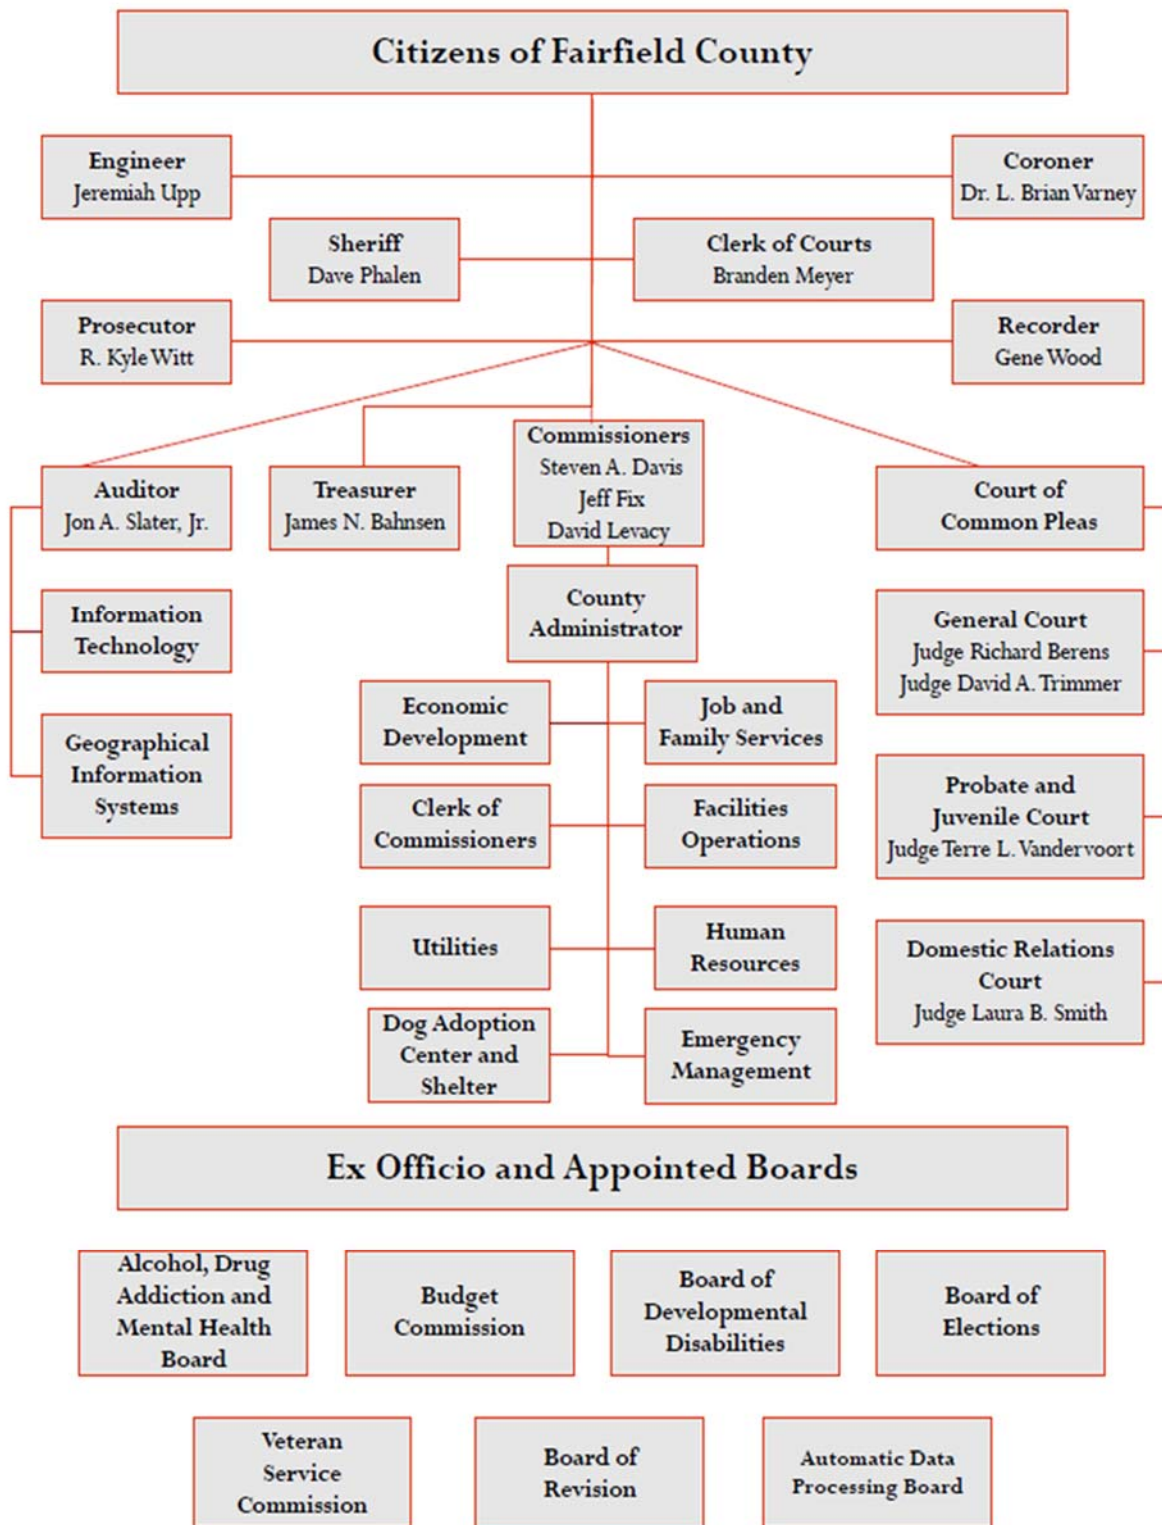 Citizens of Fairfield County
Engineer
Jeremiah Upp
Coroner
Dr. L. Brian Varney
Sheriff
Dave Phalen
Clerk of Courts
Branden Meyer
Prosecutor
R. Kyle Witt
Recorder
Gene Wood
Auditor
Jon A. Slater, Jr.
Treasurer
James N. Bahnsen
Commissioners
Steven A. Davis
Jeff Fix
David Levacy
Court of
Common Pleas
Information
Technology
Geographical
Information
Systems
County
Administrator
General Court
Judge Richard Berens
Judge David A. Trimmer
Economic
Development
Job and
Family Services
Clerk of
Commissioners
Facilities
Operations
Probate and
Juvenile Court
Judge Terre L. Vandervoort
Utilities
Human
Resources
Domestic Relations
Court
Judge Laura B. Smith
Dog Adoption
Center and
Shelter
Emergency
Management
Ex Officio and Appointed Boards
Alcohol, Drug
Addiction and
Mental Health
Board
Budget
Commission
Board of
Developmental
Disabilities
Board of
Elections
Veteran
Service
Commission
Board of
Revision
Automatic Data
Processing Board